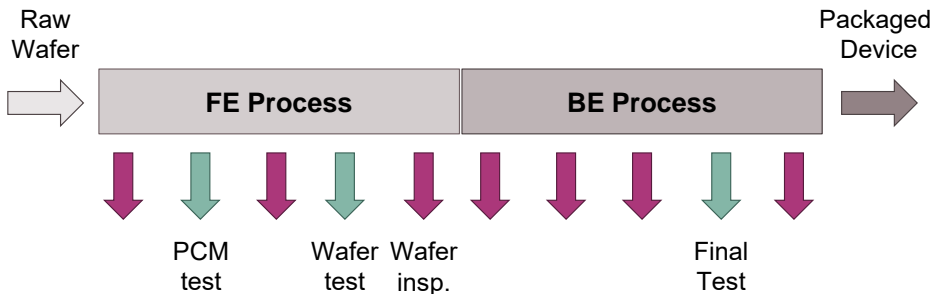 Raw
Wafer
Packaged
Device
FE Process
BE Process
PCM
test
Wafer
test
Wafer
insp.
Final
Test